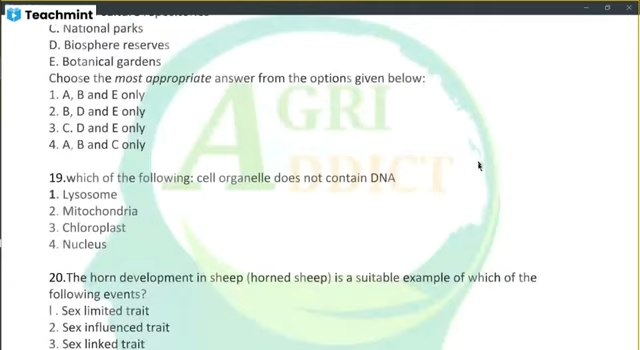 Teachmint
C. National parks
D. Biosphere reserves
E. Botanical gardens
Choose the most appropriate answer from the options given below:
1. A, B and E only
2. B, D and E only
3. C. D and E only
4. A, B and C only
19.which of the following: cell organelle does not contain DNA
1. Lysosome
2. Mitochondria
3. Chloroplast
4. Nucleus
20.The horn development in sheep (horned sheep) is a suitable example of which of the
following events?
l . Sex limited trait
2. Sex influenced trait
3. Sex linked trait
AGRI
ADDICT